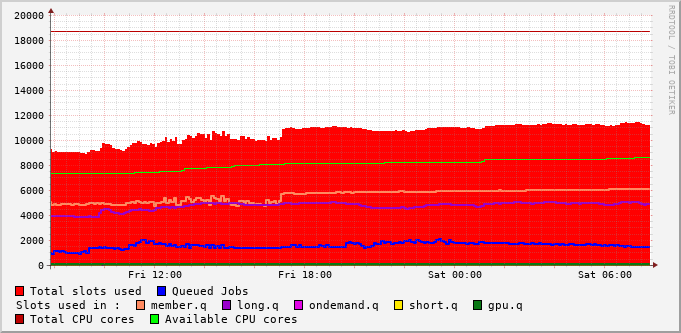 20000
18000
16000
14000
12000
10000
8000
6000
4000
2000
0
Fri 12:00 Fri 18:00 Sat 00:00 Sat 06:00
Total slots used Queued Jobs
Slots used in : member.q long.q ondemand.q short.q gpu.q
Total CPU cores Available CPU cores
RRDTOOL / TOBI OETIKER